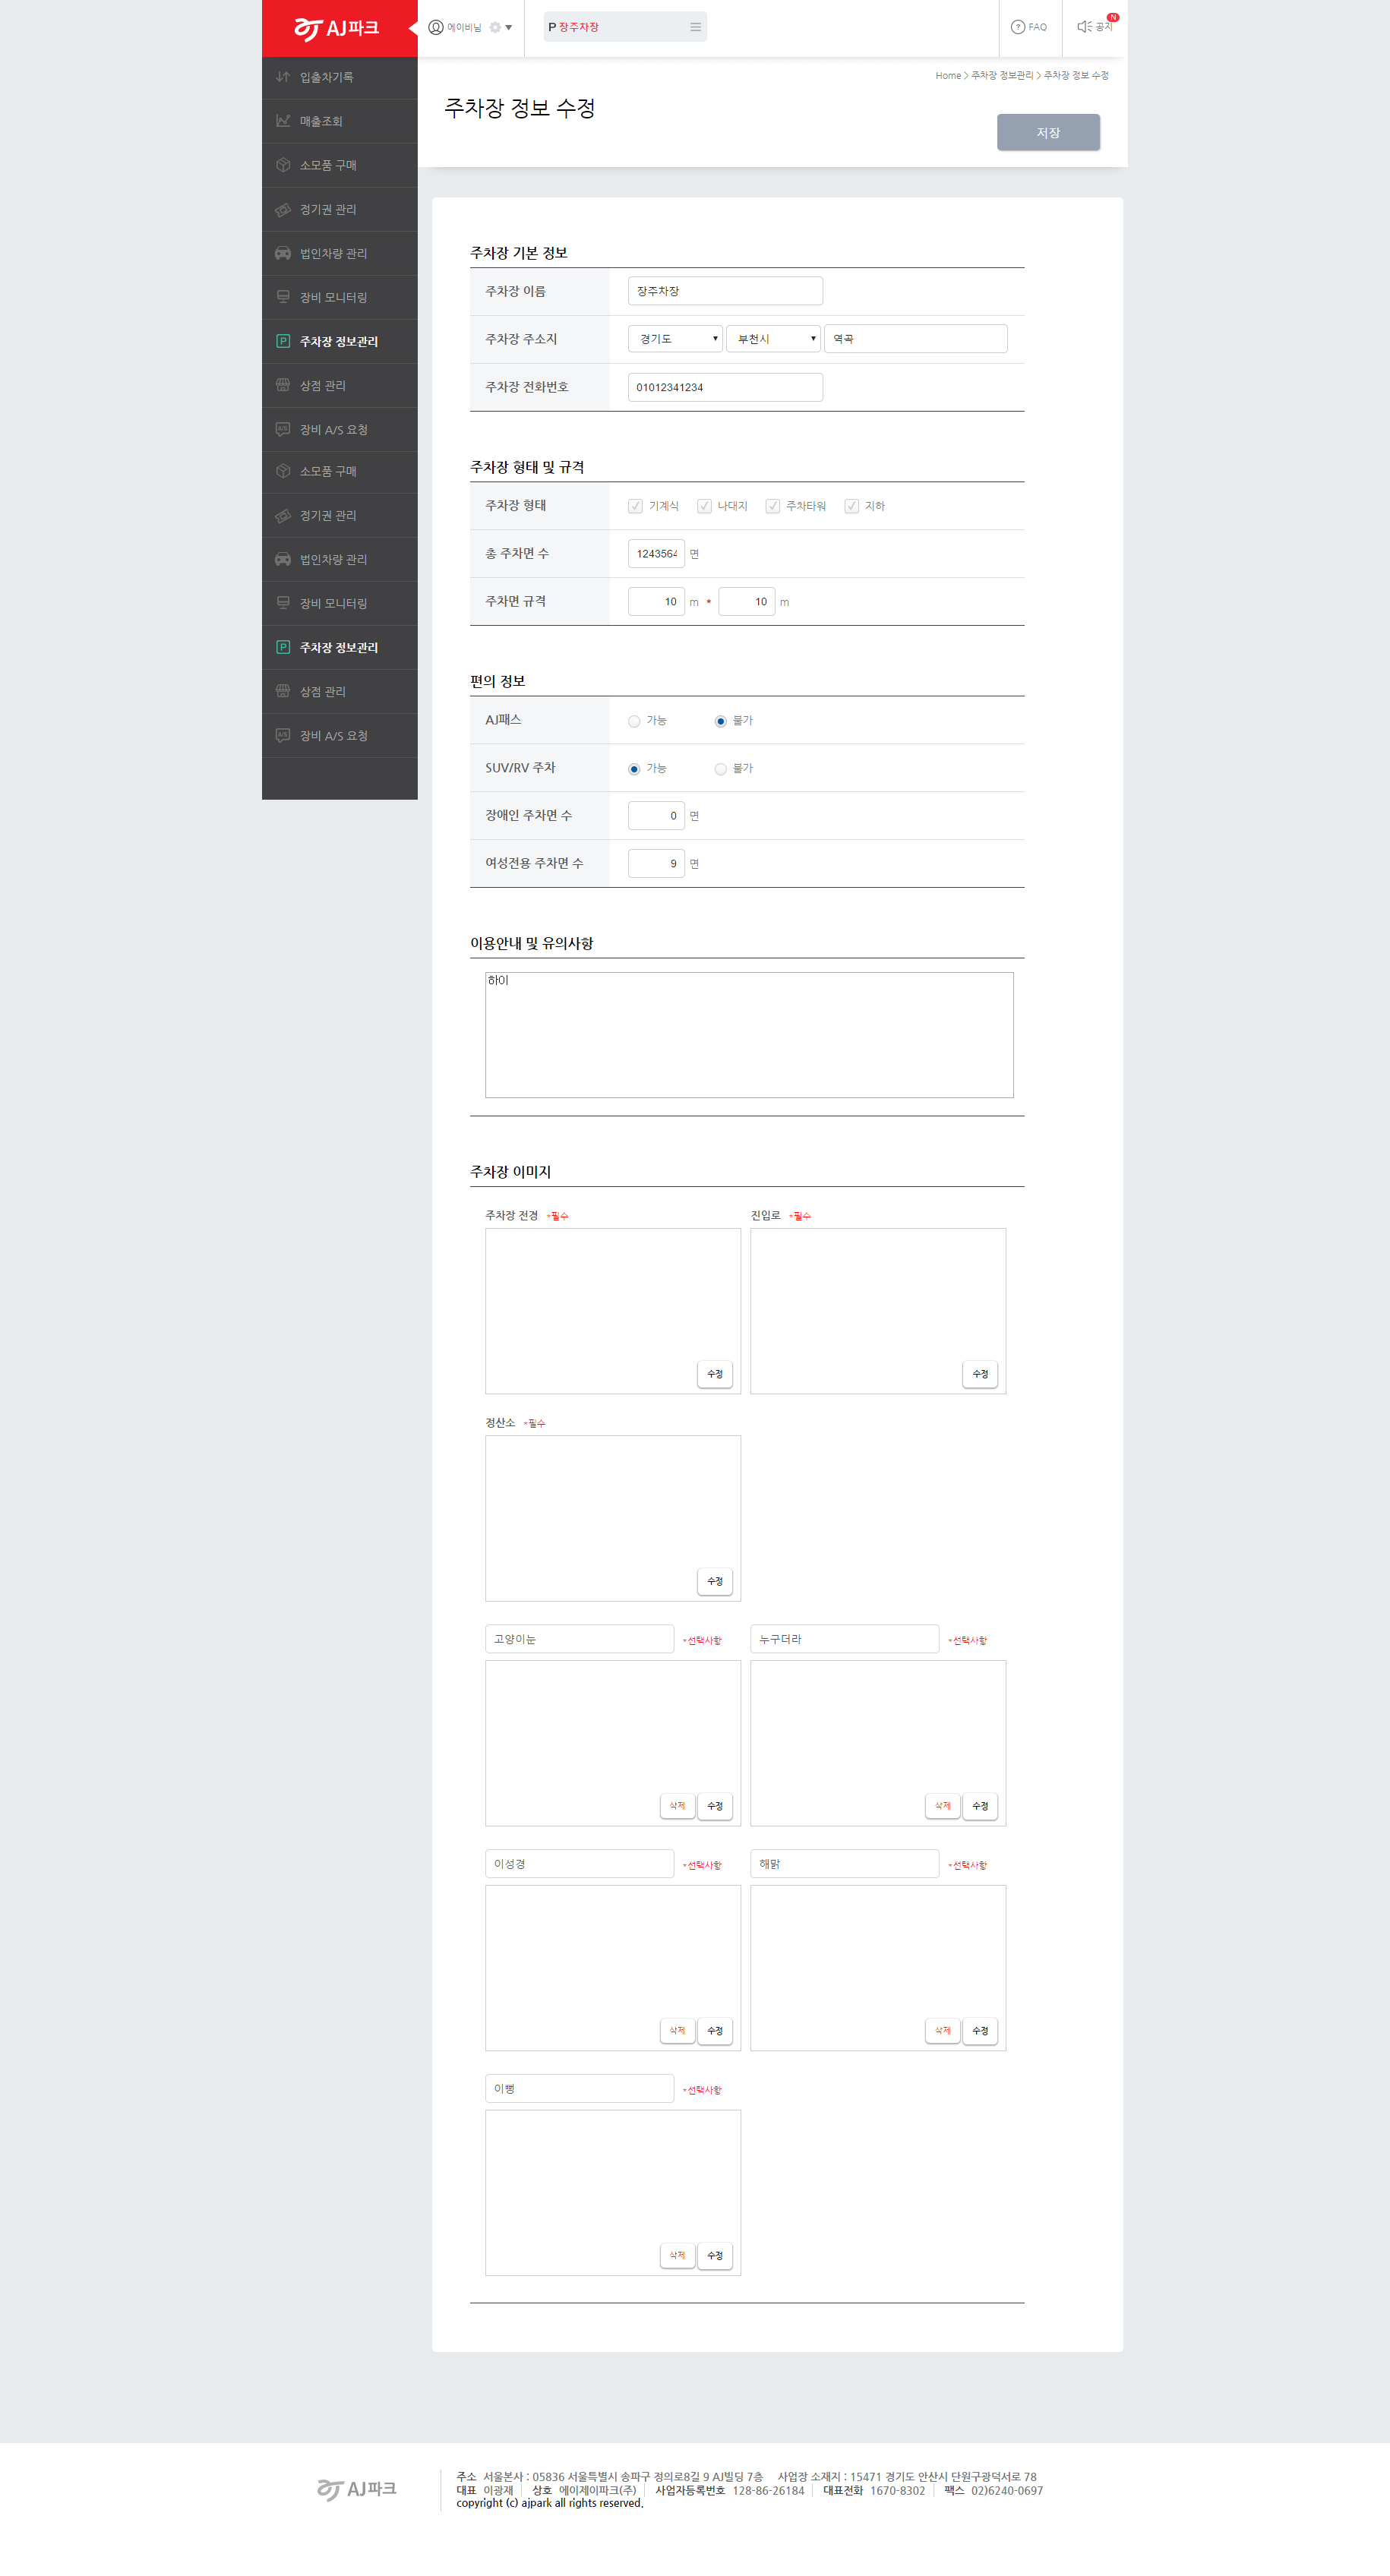 AJ파크
에이비님
P 장주차장
FAQ
공지
N
입출차기록
매출조회
소모품 구매
정기권 관리
법인차량 관리
장비 모니터링
P 주차장 정보관리
상점 관리
A/S 장비 A/S 요청
소모품 구매
정기권 관리
법인차량 관리
장비 모니터링
P 주차장 정보관리
상점 관리
A/S 장비 A/S 요청
Home > 주차장 정보관리 > 주차장 정보 수정
주차장 정보 수정
저장
주차장 기본 정보
주차장 이름 장주차장
주차장 주소지 경기도 부천시 역곡
주차장 전화번호 01012341234
주차장 형태 및 규격
주차장 형태 기계식 나대지 주차타워 지하
총 주차면 수 1243564 면
주차면 규격 10 m * 10 m
편의 정보
AJ패스 가능 불가
SUV/RV 주차 가능 불가
장애인 주차면 수 0 면
여성전용 주차면 수 9 면
이용안내 및 유의사항
하이
주차장 이미지
주차장 전경 *필수 진입로 *필수
수정 수정
정산소 *필수
수정
고양이눈 *선택사항 누구더라 *선택사항
삭제 수정 삭제 수정
이성경 *선택사항 해맑 *선택사항
삭제 수정 삭제 수정
이뻥 *선택사항
삭제 수정
AJ파크
주소 서울본사 : 05836 서울특별시 송파구 정의로8길 9 AJ빌딩 7층 사업장 소재지 : 15471 경기도 안산시 단원구광덕서로 78
대표 이광재 상호 에이제이파크(주) 사업자등록번호 128-86-26184 대표전화 1670-8302 팩스 02)6240-0697
copyright (c) ajpark all rights reserved.